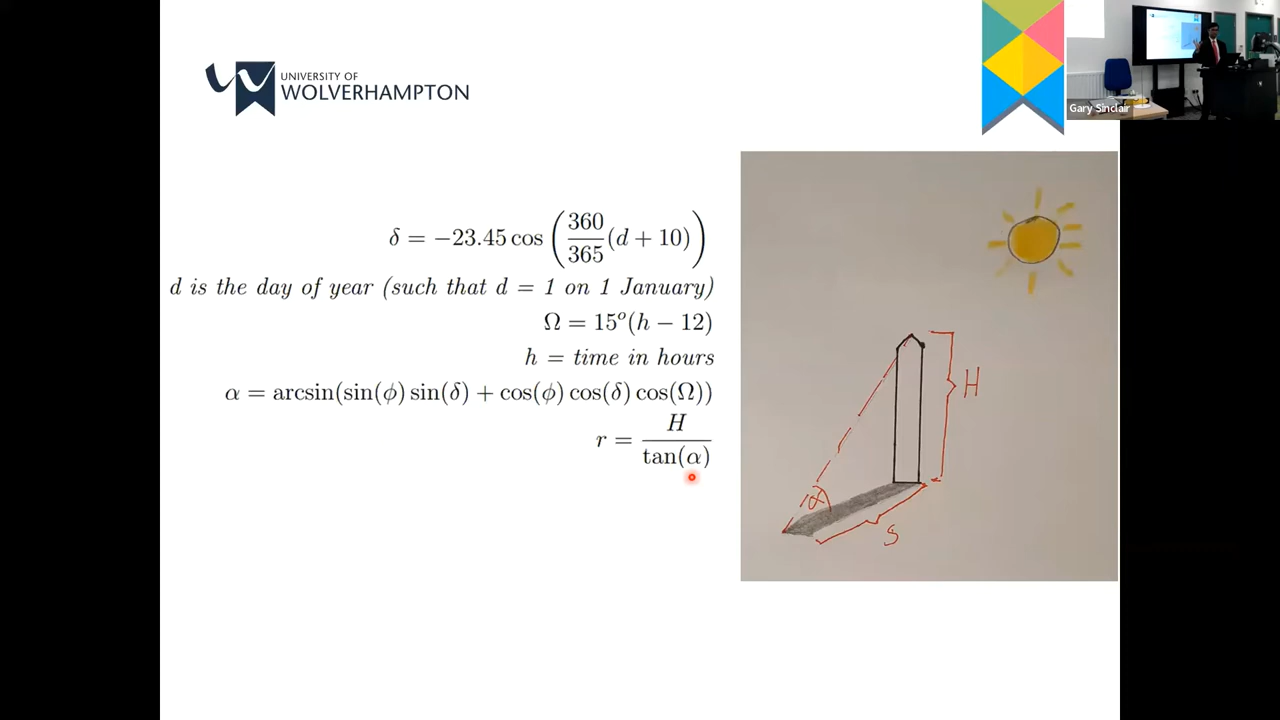 UNIVERSITY OF
WOLVERHAMPTON
Gary Sinclair
δ = −23.45 cos(360/365 (d + 10))
d is the day of year (such that d = 1 on 1 January)
Ω = 15°(h − 12)
h = time in hours
α = arcsin(sin(ϕ) sin(δ) + cos(ϕ) cos(δ) cos(Ω))
r = H / tan(α)
H
α
S